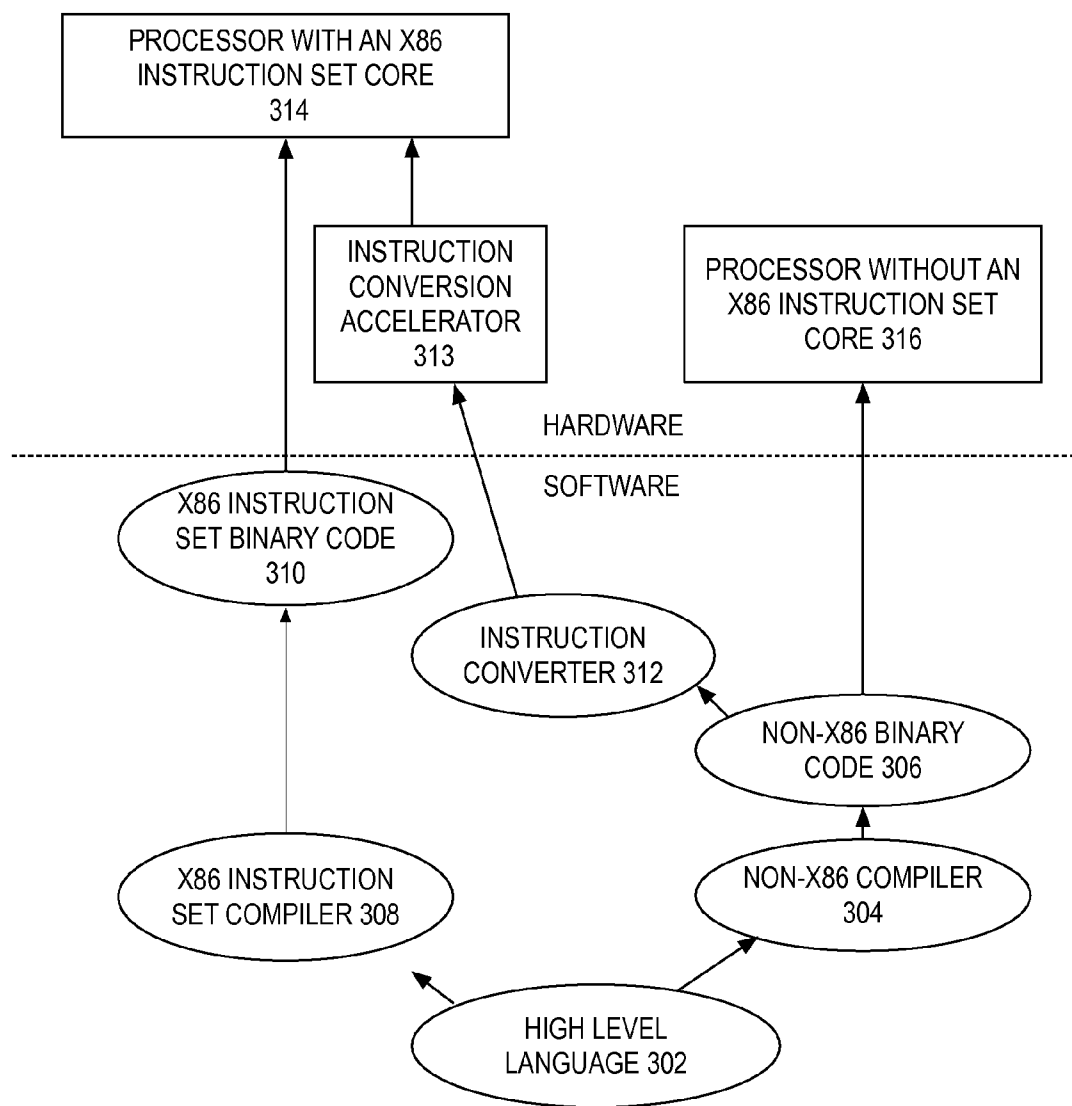 PROCESSOR WITH AN X86
INSTRUCTION SET CORE
314
INSTRUCTION
CONVERSION
ACCELERATOR
313
PROCESSOR WITHOUT AN
X86 INSTRUCTION SET
CORE 316
HARDWARE
SOFTWARE
X86 INSTRUCTION
SET BINARY CODE
310
INSTRUCTION
CONVERTER 312
NON-X86 BINARY
CODE 306
X86 INSTRUCTION
SET COMPILER 308
NON-X86 COMPILER
304
HIGH LEVEL
LANGUAGE 302